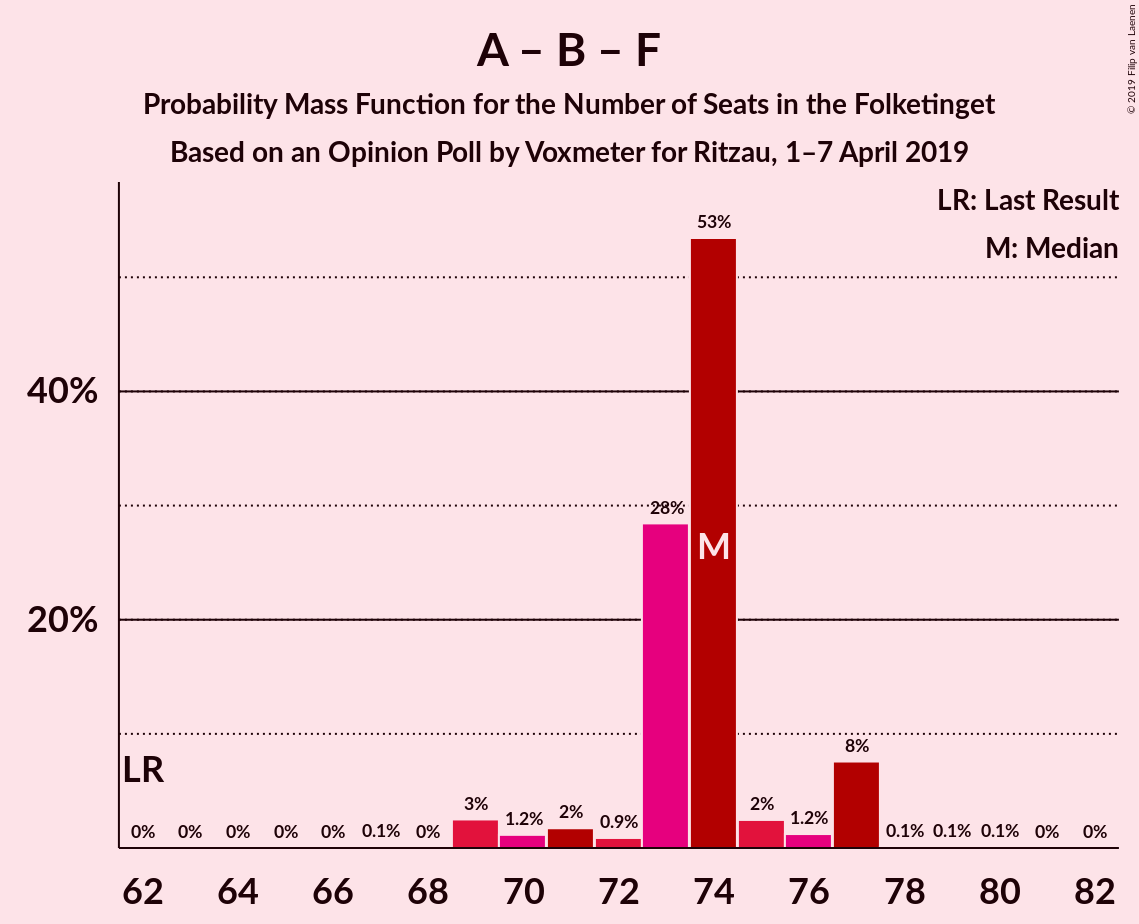 A – B – F
Probability Mass Function for the Number of Seats in the Folketinget
Based on an Opinion Poll by Voxmeter for Ritzau, 1–7 April 2019
© 2019 Filip van Laenen
LR: Last Result
M: Median
40%
20%
LR
0%
0%
0%
0%
0%
0.1%
0%
3%
1.2%
2%
0.9%
28%
53%
M
2%
1.2%
8%
0.1%
0.1%
0.1%
0%
0%
62 64 66 68 70 72 74 76 78 80 82